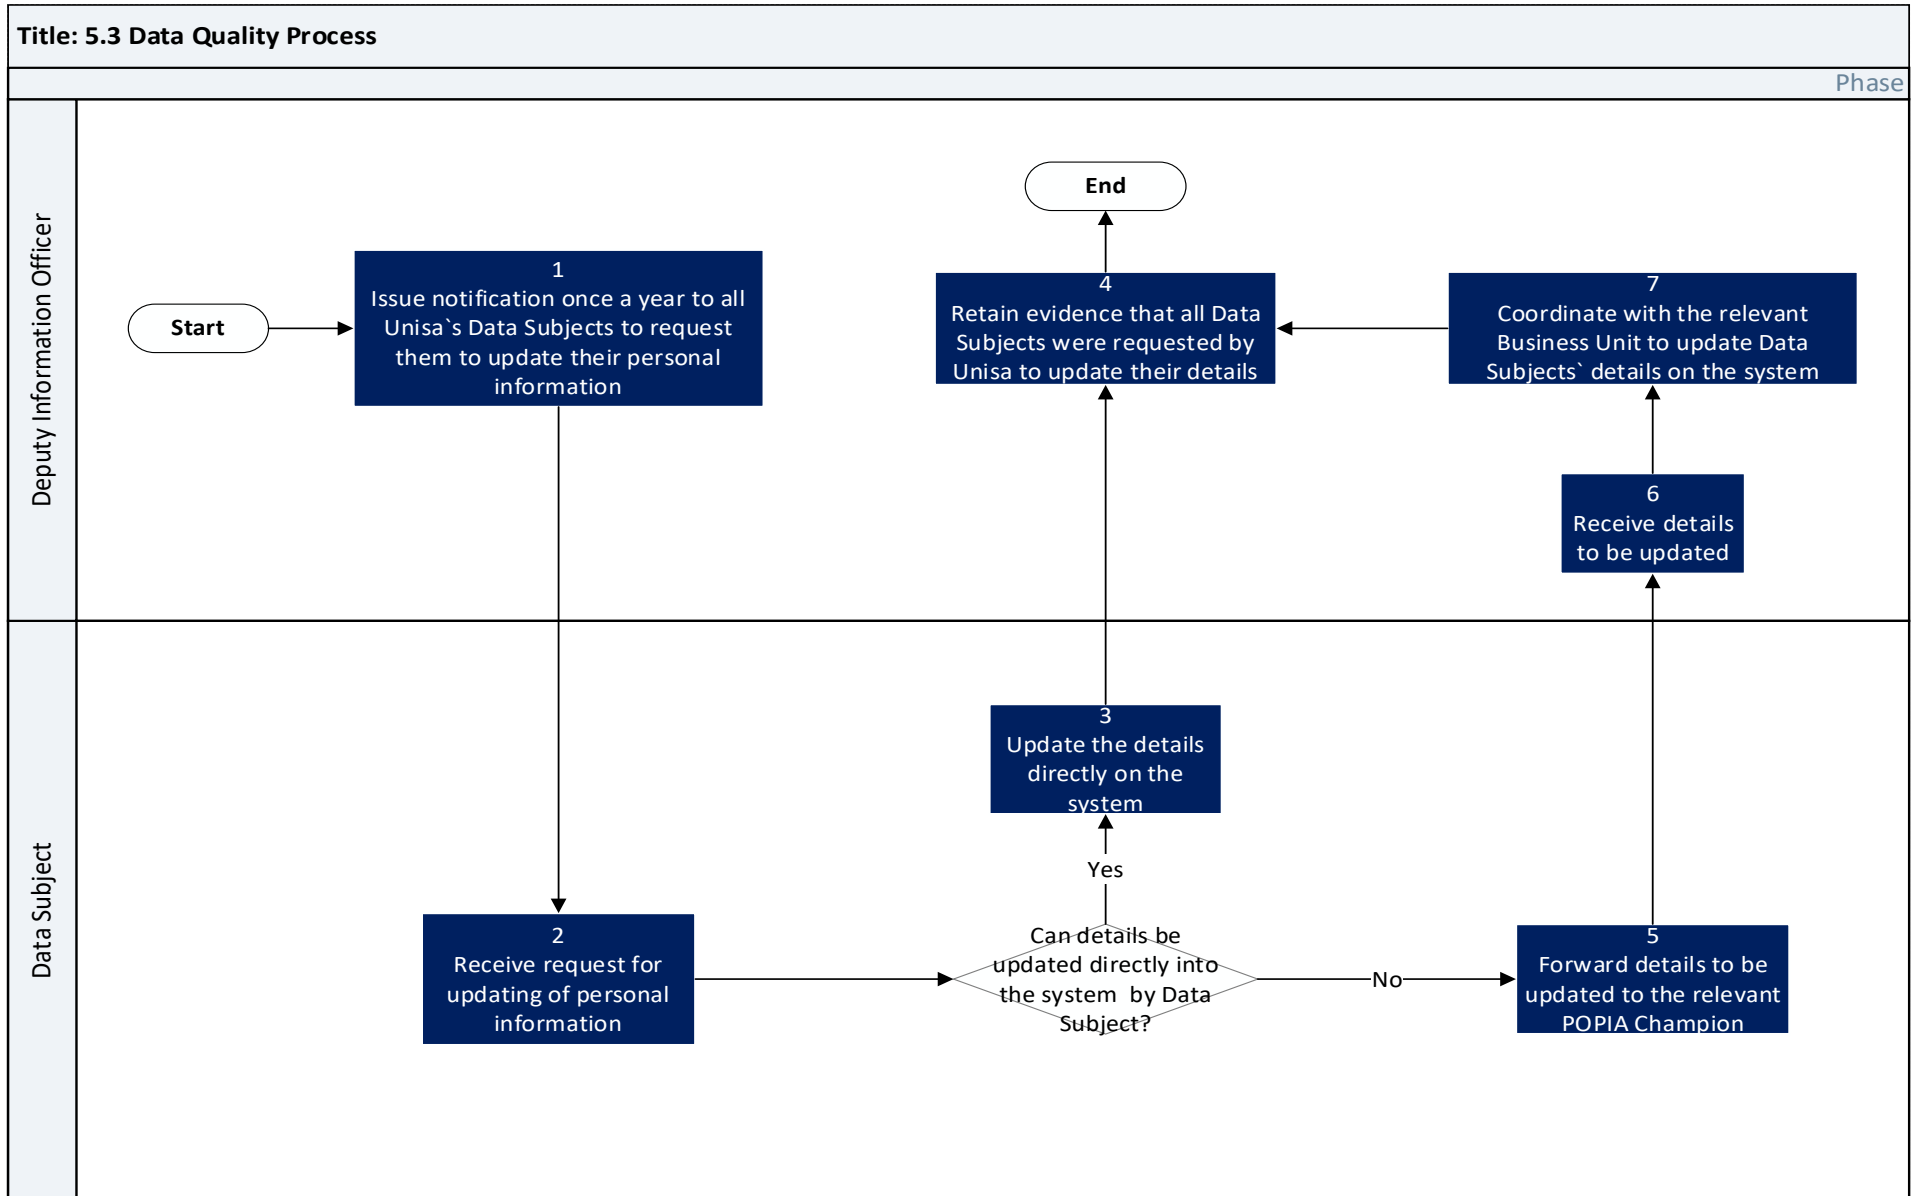 Title: 5.3 Data Quality Process
Phase
Deputy Information Officer
Start
1
Issue notification once a year to all
Unisa`s Data Subjects to request
them to update their personal
information
End
4
Retain evidence that all Data
Subjects were requested by
Unisa to update their details
7
Coordinate with the relevant
Business Unit to update Data
Subjects` details on the system
6
Receive details
to be updated
Data Subject
2
Receive request for
updating of personal
information
3
Update the details
directly on the
system
Yes
Can details be
updated directly into
the system  by Data
Subject?
No
5
Forward details to be
updated to the relevant
POPIA Champion